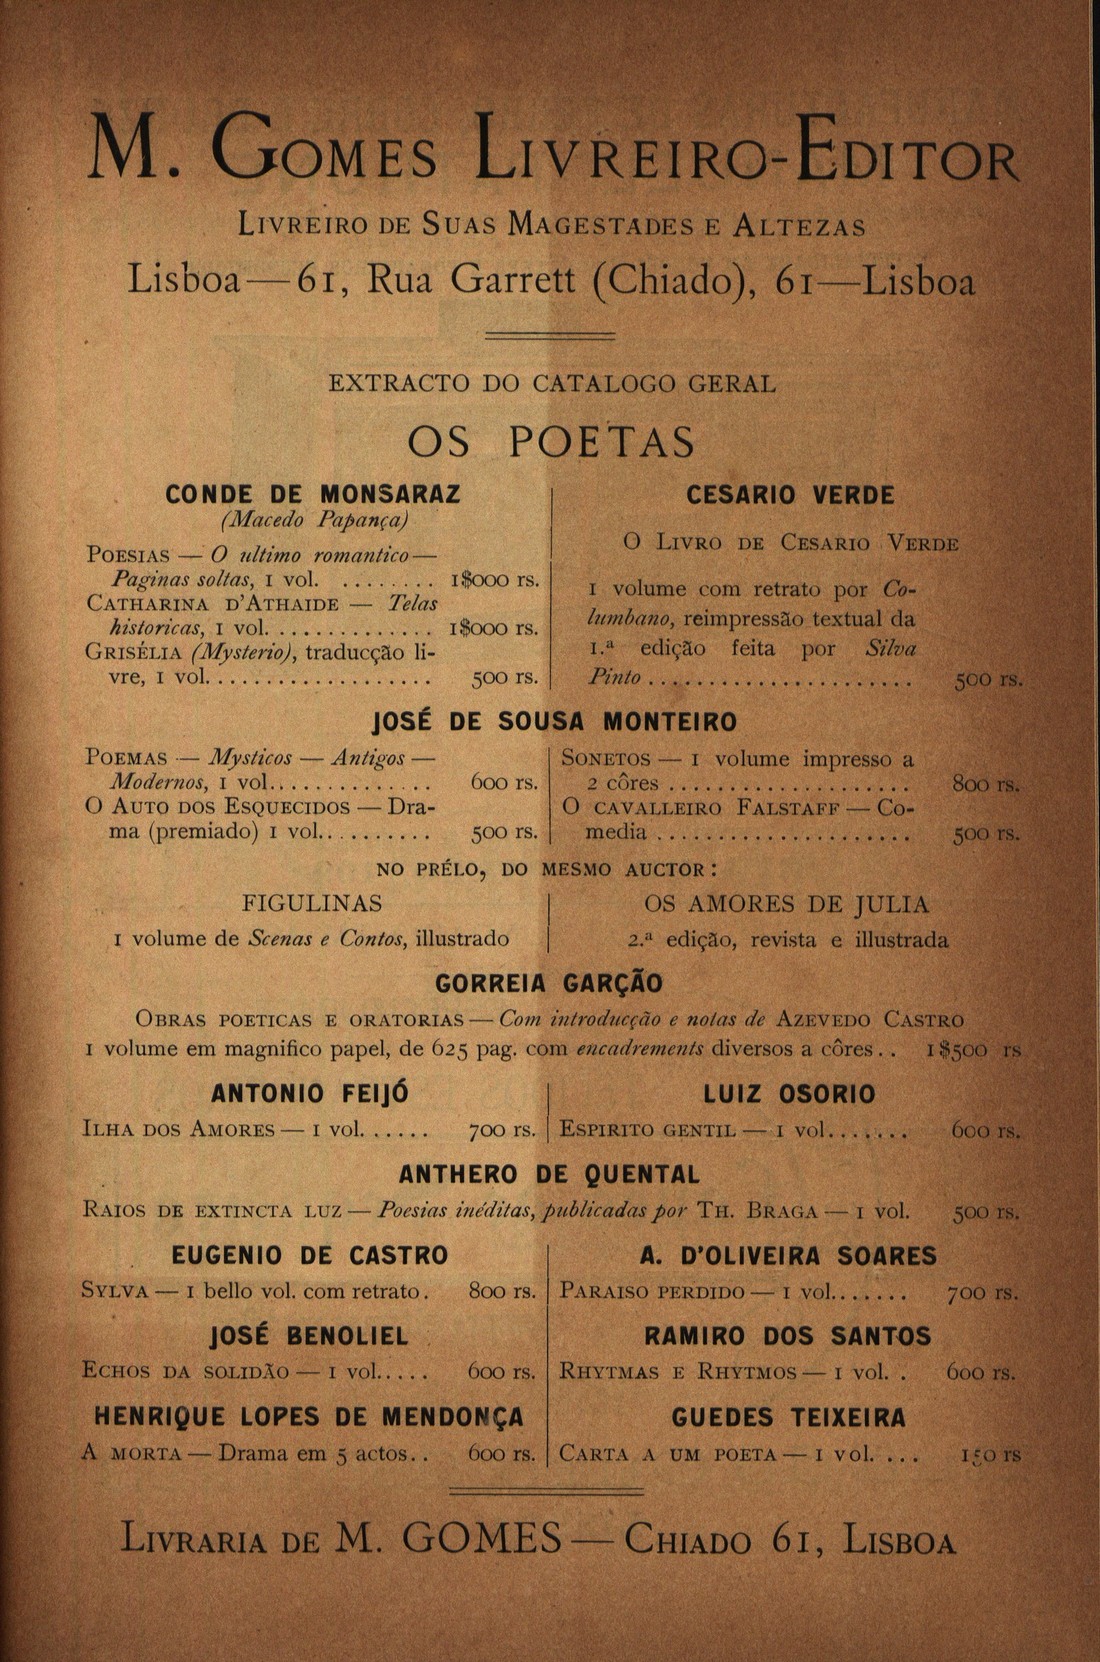 M. Gomes Livreiro-Editor
Livreiro de Suas Magestades e Altezas
Lisboa—61, Rua Garrett (Chiado), 61—Lisboa
EXTRACTO DO CATALOGO GERAL
OS POETAS
CONDE DE MONSARAZ
(Macedo Papança)
Poesias — O ultimo romantico—
Paginas soltas, 1 vol. ........ 1$000 rs.
Catharina d'Athaide — Telas
historicas, 1 vol. ............. 1$000 rs.
Grisélia (Mysterio), traducção li-
vre, 1 vol. .................. 500 rs.
CESARIO VERDE
O Livro de Cesario Verde
1 volume com retrato por Co-
lumbano, reimpressão textual da
1.ª edição feita por Silva
Pinto ...................... 500 rs.
JOSÉ DE SOUSA MONTEIRO
Poemas — Mysticos — Antigos —
Modernos, 1 vol.............. 600 rs.
O Auto dos Esquecidos — Dra-
ma (premiado) 1 vol.......... 500 rs.
Sonetos — 1 volume impresso a
2 côres .................... 800 rs.
O cavalleiro Falstaff — Co-
media ..................... 500 rs.
NO PRÉLO, DO MESMO AUCTOR:
FIGULINAS
1 volume de Scenas e Contos, illustrado
OS AMORES DE JULIA
2.ª edição, revista e illustrada
GORREIA GARÇÃO
Obras poeticas e oratorias — Com introducção e notas de Azevedo Castro
1 volume em magnifico papel, de 625 pag. com encadrements diversos a côres.. 1$500 rs
ANTONIO FEIJÓ
Ilha dos Amores — 1 vol. ..... 700 rs.
LUIZ OSORIO
Espirito gentil — 1 vol....... 600 rs.
ANTHERO DE QUENTAL
Raios de extincta luz — Poesias inéditas, publicadas por Th. Braga — 1 vol. 500 rs.
EUGENIO DE CASTRO
Sylva — 1 bello vol. com retrato. 800 rs.
A. D'OLIVEIRA SOARES
Paraiso perdido — 1 vol....... 700 rs.
JOSÉ BENOLIEL
Echos da solidão — 1 vol..... 600 rs.
RAMIRO DOS SANTOS
Rhytmas e Rhytmos — 1 vol. . 600 rs.
HENRIQUE LOPES DE MENDONÇA
A morta — Drama em 5 actos.. 600 rs.
GUEDES TEIXEIRA
Carta a um poeta — 1 vol. ... 150 rs
Livraria de M. GOMES — Chiado 61, Lisboa